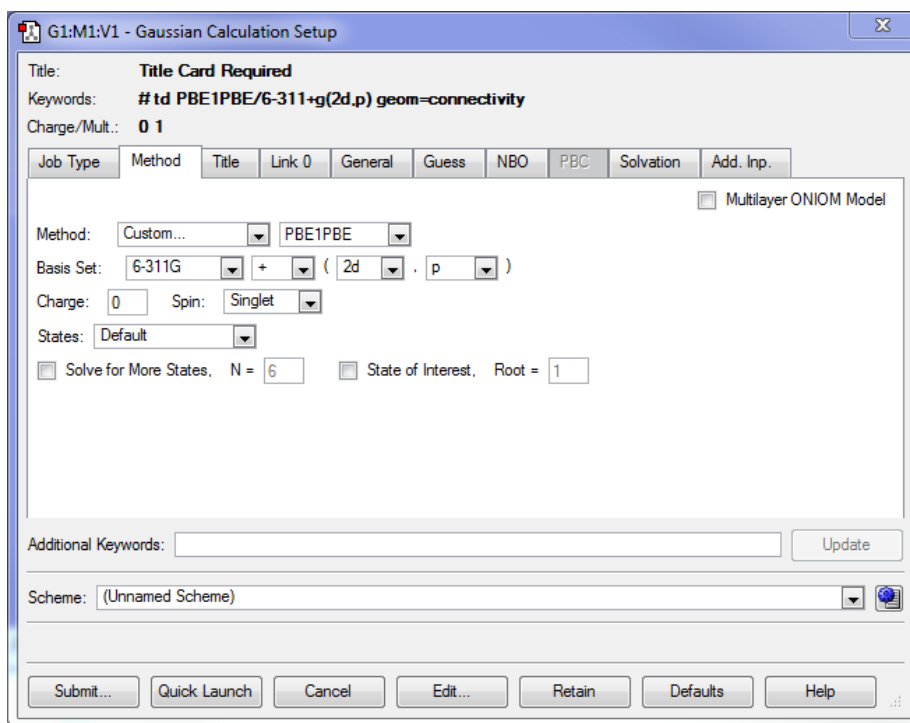 G1:M1:V1 - Gaussian Calculation Setup
Title: Title Card Required
Keywords: # td PBE1PBE/6-311+g(2d,p) geom=connectivity
Charge/Mult.: 0 1
Job Type Method Title Link 0 General Guess NBO PBC Solvation Add. Inp.
Multilayer ONIOM Model
Method: Custom... PBE1PBE
Basis Set: 6-311G + ( 2d , p )
Charge: 0 Spin: Singlet
States: Default
Solve for More States, N = 6 State of Interest, Root = 1
Additional Keywords: Update
Scheme: (Unnamed Scheme)
Submit... Quick Launch Cancel Edit... Retain Defaults Help